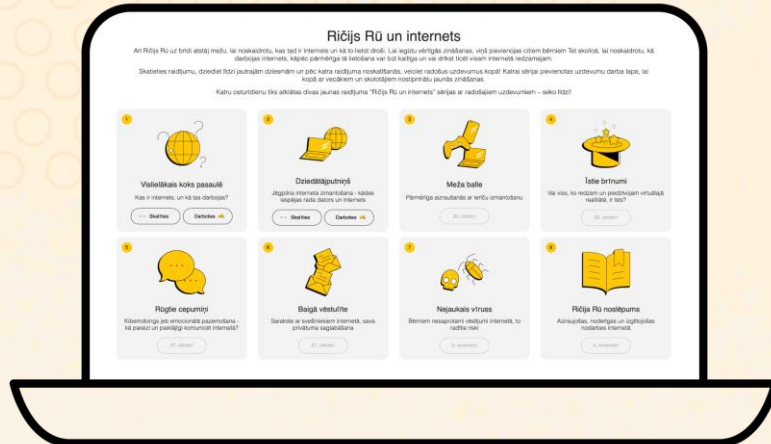 Ričijs Rū un internets
Arī Ričijs Rū uz brīdi atstāj mežu, lai noskaidrotu, kas tad ir internets un kā to lietot droši. Lai iegūtu vērtīgās zināšanas, viņš pievienojas citiem bērniem Tet skoliņā, lai noskaidrotu, kā
darbojas internets, kāpēc pārmērīga tā lietošana var būt kaitīga un vai drīkst ticēt visam internetā redzamajam.
Skatieties raidījumu, dziediet līdzi jautrajām dziesmām un pēc katra raidījuma noskatīšanās, veiciet radošus uzdevumus kopā! Katrai sērijai pievienotas uzdevumu darba lapa, lai
kopā ar vecākiem un skolotājiem nostiprinātu jaunās zināšanas.
Katru ceturtdienu tiks atklātas divas jaunas raidījuma "Ričijs Rū un internets" sērijas ar radošajiem uzdevumiem – seko līdzi!
1
Vislielākais koks pasaulē
Kas ir internets, un kā tas darbojas?
Skaties
Darbojies
2
Dziedātājputniņš
Jēgpilna interneta izmantošana - kādas
iespējas rada dators un internets
Skaties
Darbojies
3
Meža balle
Pārmērīga aizraušanās ar ierīču izmantošanu
4
Īstie brīnumi
Vai viss, ko redzam un piedzīvojam virtuālajā
realitātē, ir īsts?
5
Rūgtie cepumiņi
Kibermobings jeb emocionālā pazemošana -
kā pareizi un pieklājīgi komunicēt internetā?
6
Baigā vēstulīte
Sarakste ar svešiniekiem internetā, sava
privātuma saglabāšana
7
Nejaukais vīruss
Bērniem nesaprotami vēstījumi internetā, to
radītie riski
8
Ričija Rū noslēpums
Aizraujošas, noderīgas un izglītojošas
nodarbes internetā